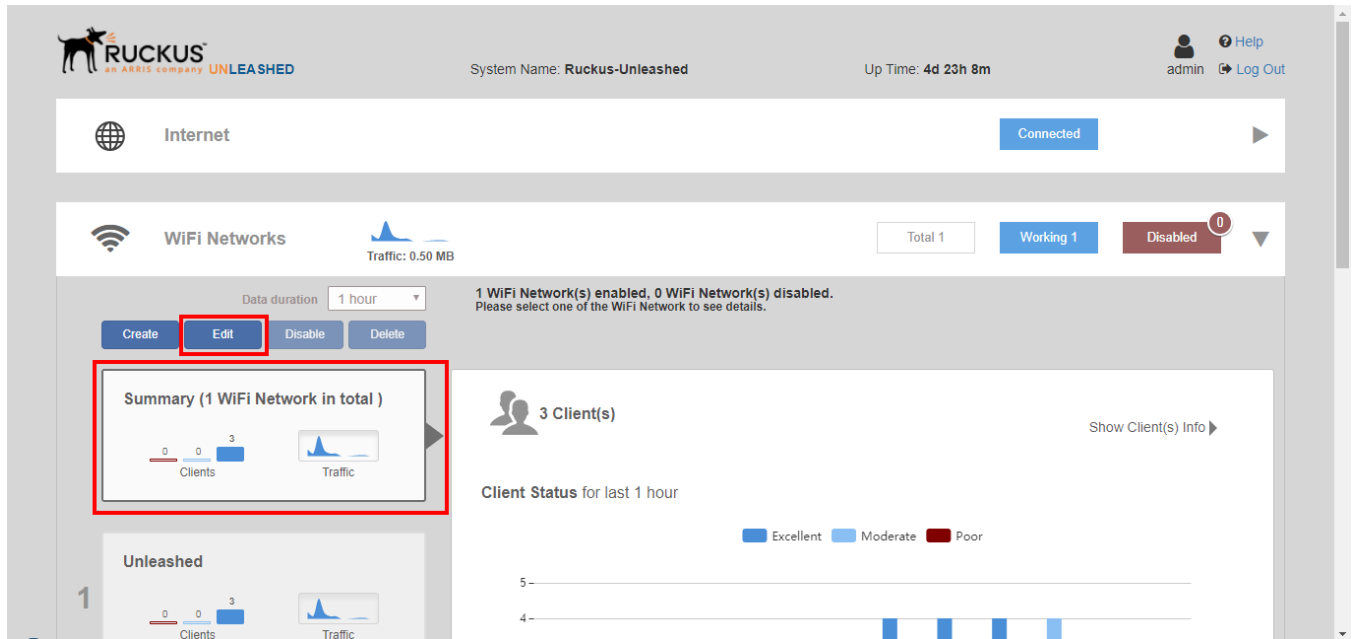 RUCKUS™
an ARRIS company UNLEASHED
System Name: Ruckus-Unleashed
Up Time: 4d 23h 8m
admin
Help
Log Out
Internet
Connected
WiFi Networks
Traffic: 0.50 MB
Total 1
Working 1
Disabled
0
Data duration
1 hour
1 WiFi Network(s) enabled, 0 WiFi Network(s) disabled.
Please select one of the WiFi Network to see details.
Create
Edit
Disable
Delete
Summary (1 WiFi Network in total )
0 0 3
Clients
Traffic
3 Client(s)
Show Client(s) Info
Client Status for last 1 hour
Excellent
Moderate
Poor
5
4
1
Unleashed
0 0 3
Clients
Traffic